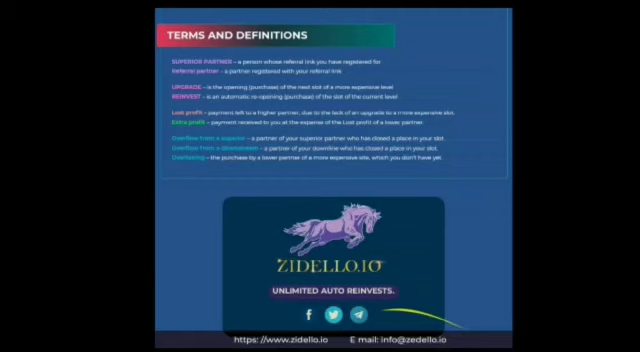 TERMS AND DEFINITIONS
SUPERIOR PARTNER – a person whose referral link you have registered for
Referral partner – a partner registered with your referral link
UPGRADE – is the opening (purchase) of the next slot of a more expensive level
REINVEST – is an automatic re-opening (purchase) of the slot of the current level
Lost profit – payment left to a higher partner, due to the lack of an upgrade to a more expensive slot.
Extra profit – payment received to you at the expense of the Lost profit of a lower partner.
Overflow from a superior – a partner of your superior partner who has closed a place in your slot
Overflow from a downstream – a partner of your downline who has closed a place in your slot.
Overtaking – the purchase by a lower partner of a more expensive site, which you don't have yet
ZIDELLO.IO
UNLIMITED AUTO REINVESTS.
https: //www.zidello.io E mail: info@zedello.io